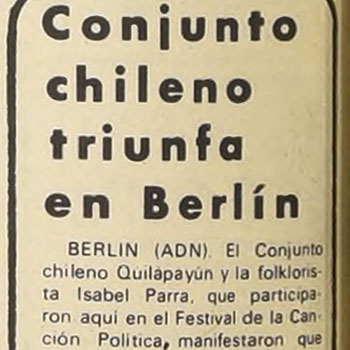 Conjunto
chileno
triunfa
en Berlín
BERLIN (ADN). El Conjunto
chileno Quilapayún y la folkloris-
ta Isabel Parra, que participa-
ron aquí en el Festival de la Can-
ción Política, manifestaron que